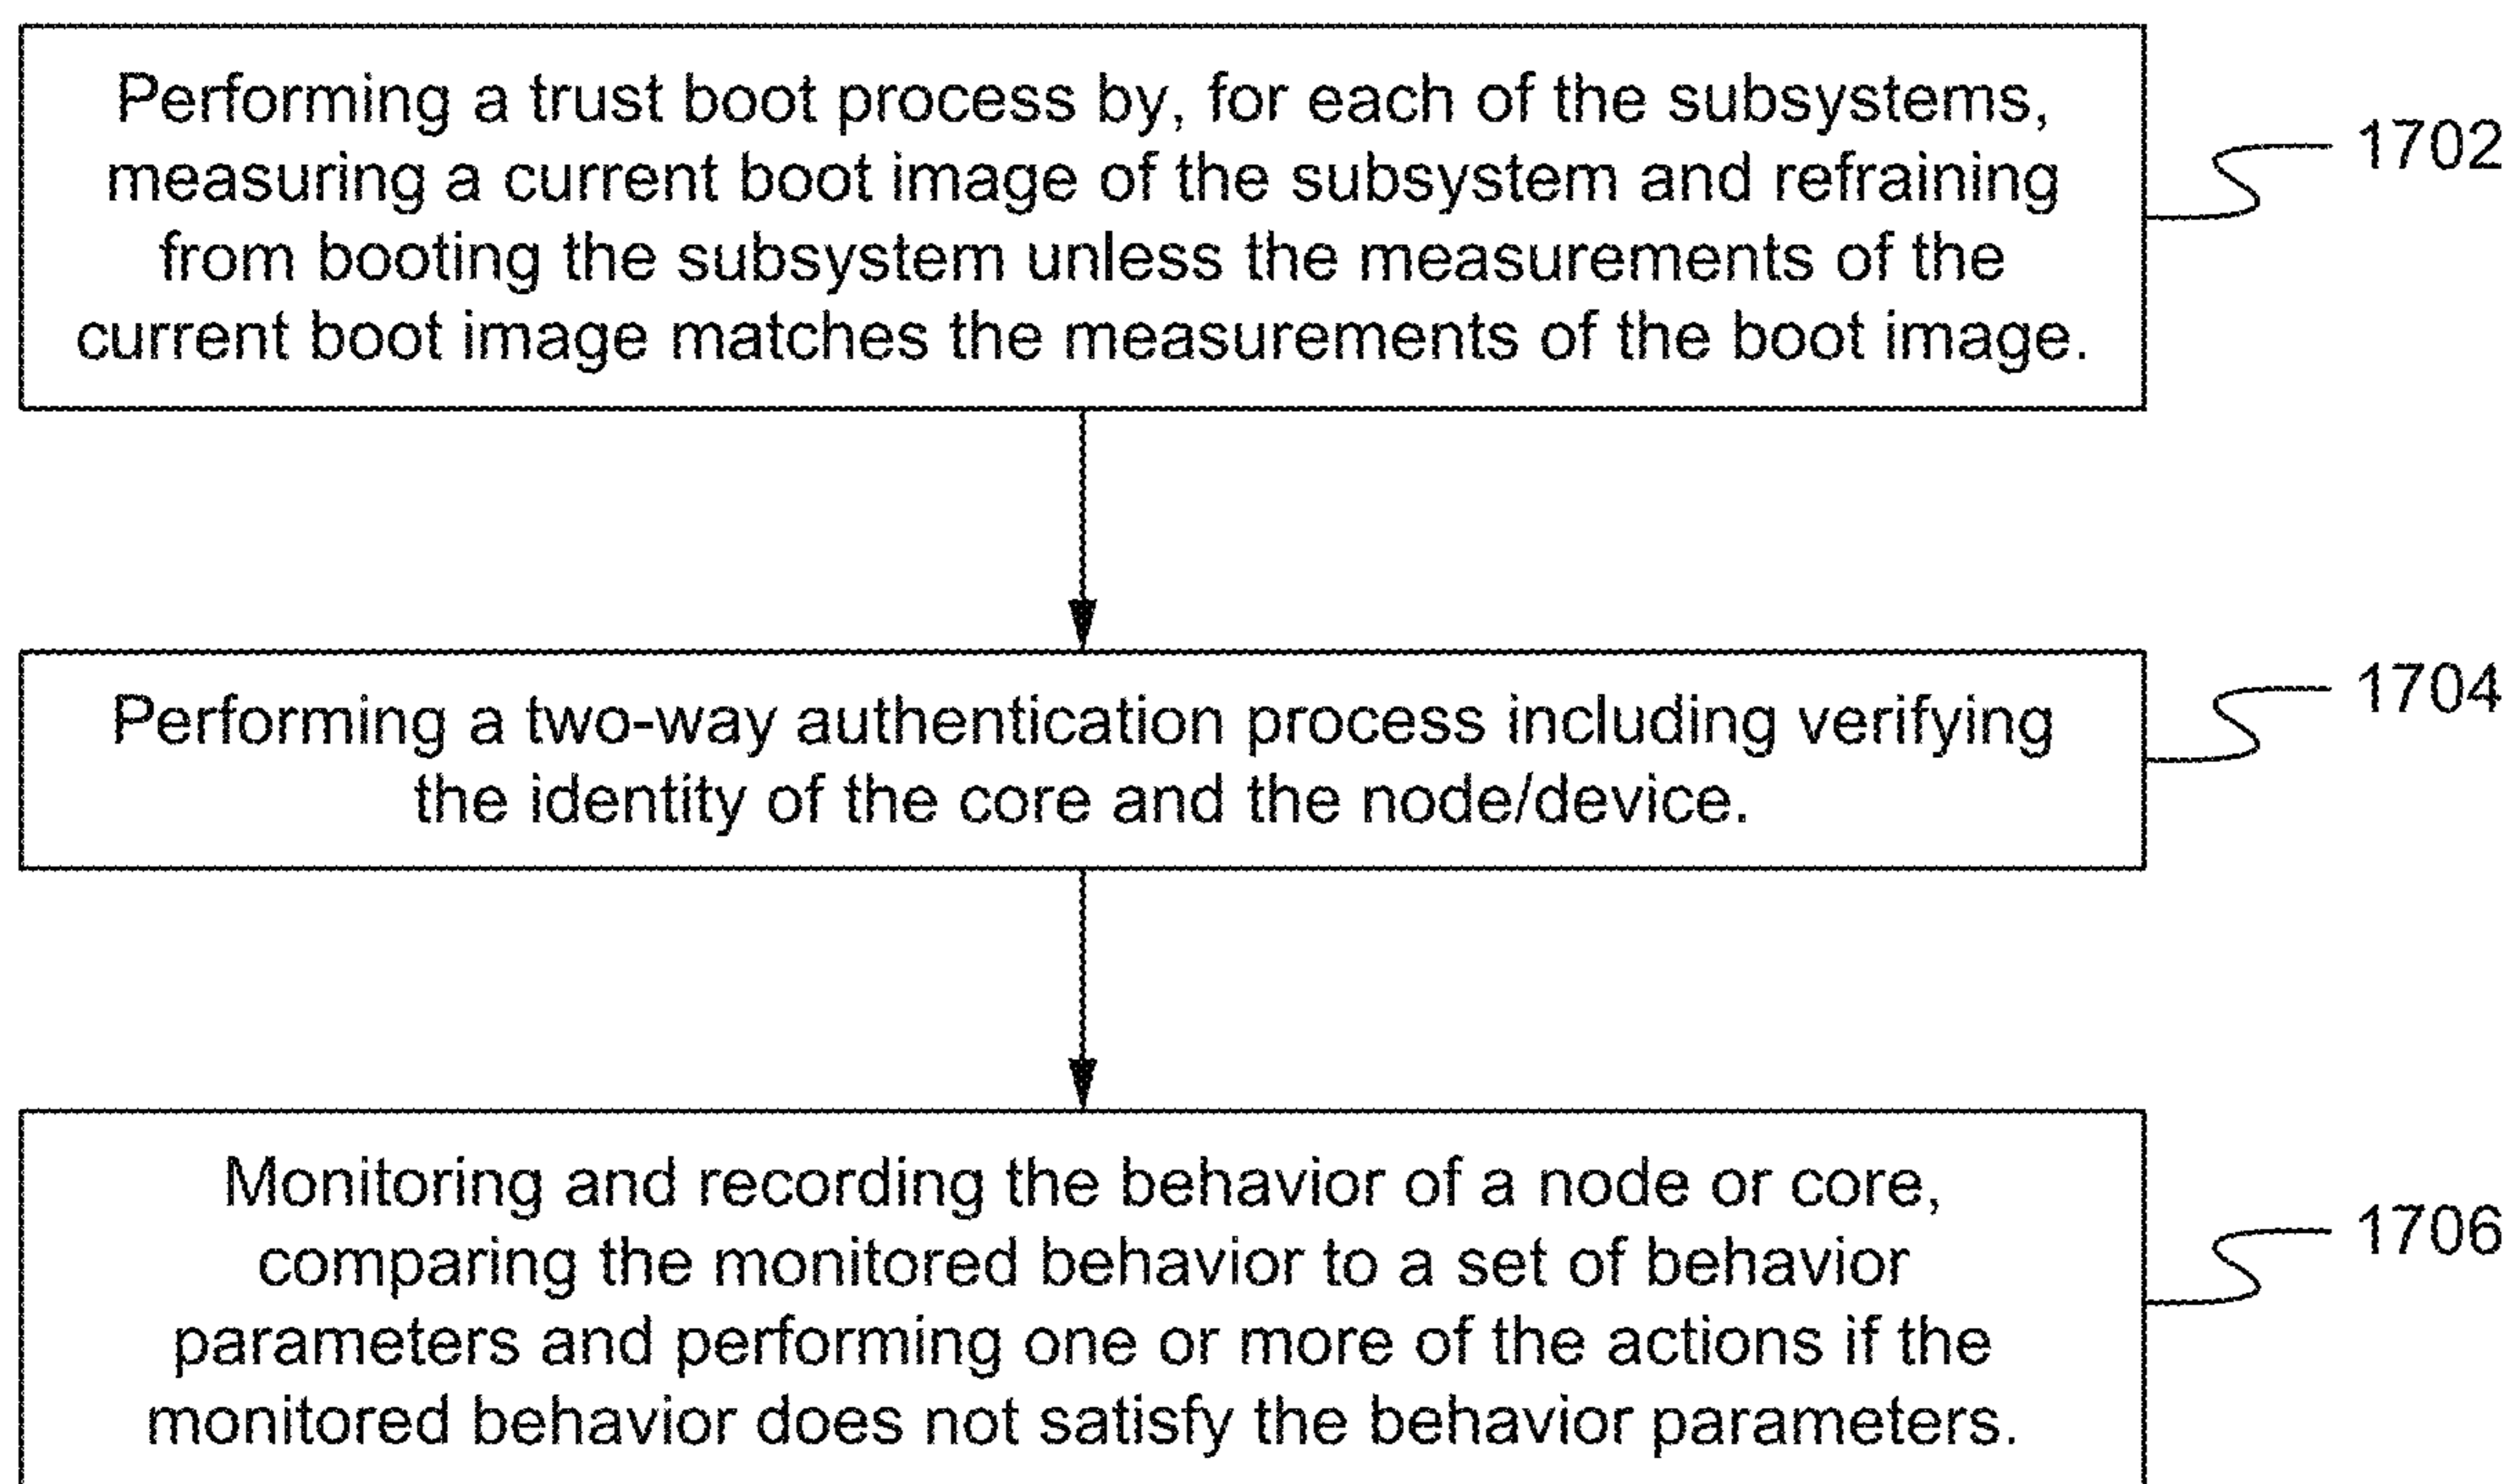 Performing a trust boot process by, for each of the subsystems,
measuring a current boot image of the subsystem and refraining
from booting the subsystem unless the measurements of the
current boot image matches the measurements of the boot image.
1702
Performing a two-way authentication process including verifying
the identity of the core and the node/device.
1704
Monitoring and recording the behavior of a node or core,
comparing the monitored behavior to a set of behavior
parameters and performing one or more of the actions if the
monitored behavior does not satisfy the behavior parameters.
1706